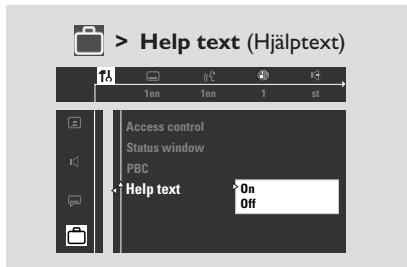 > Help text (Hjälptext)
1en 1en 1 st
Access control
Status window
PBC
Help text
On
Off